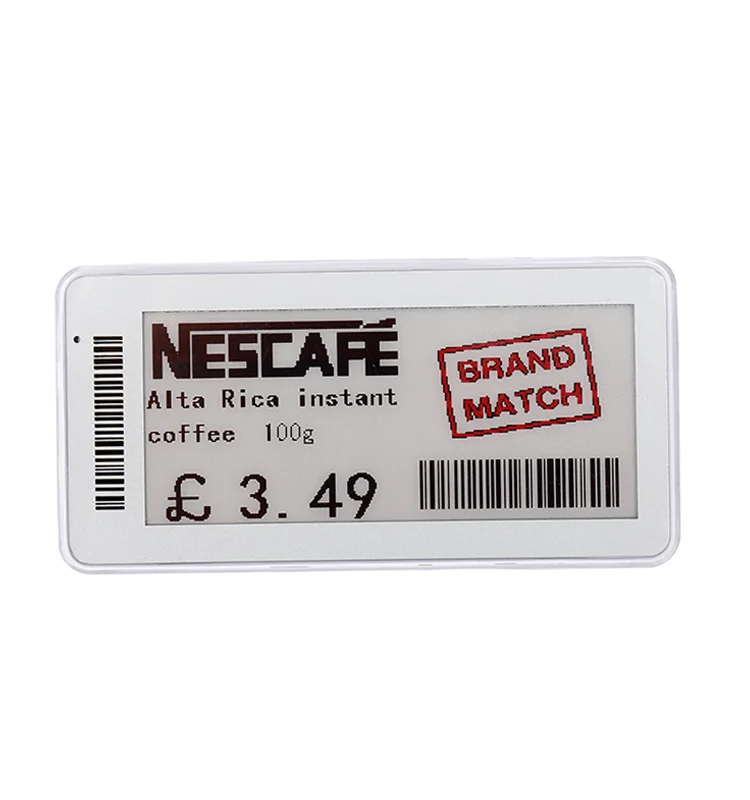 NESCAFÉ
Alta Rica instant
coffee 100g
£ 3.49
BRAND
MATCH